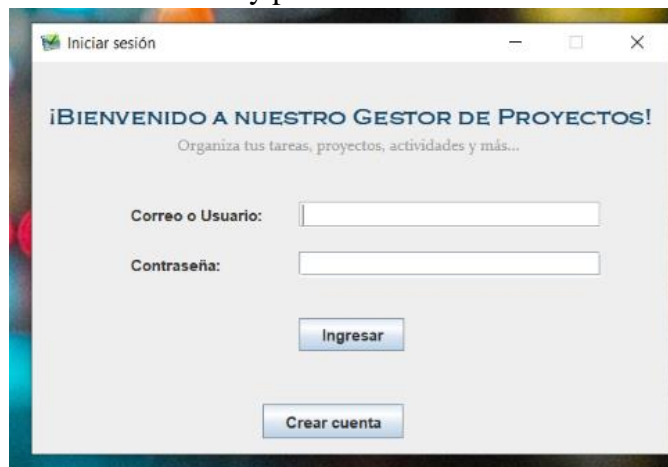 Iniciar sesión
¡Bienvenido a nuestro Gestor de Proyectos!
Organiza tus tareas, proyectos, actividades y más...
Correo o Usuario:
Contraseña:
Ingresar
Crear cuenta